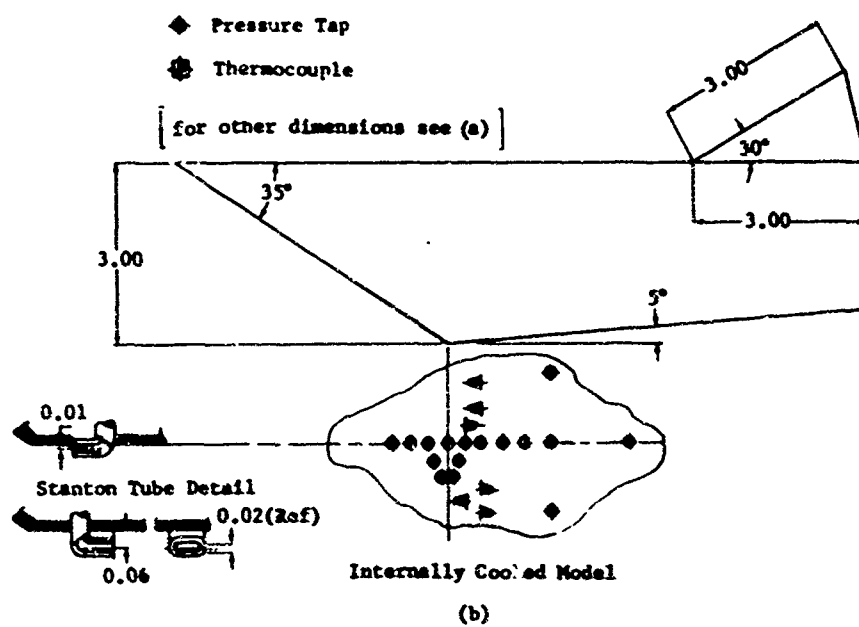 Pressure Tap
Thermocouple
[for other dimensions see (a)]
3.00
30°
3.00
35°
3.00
5°
0.01
Stanton Tube Detail
0.02(Ref)
0.06
Internally Cooled Model
(b)